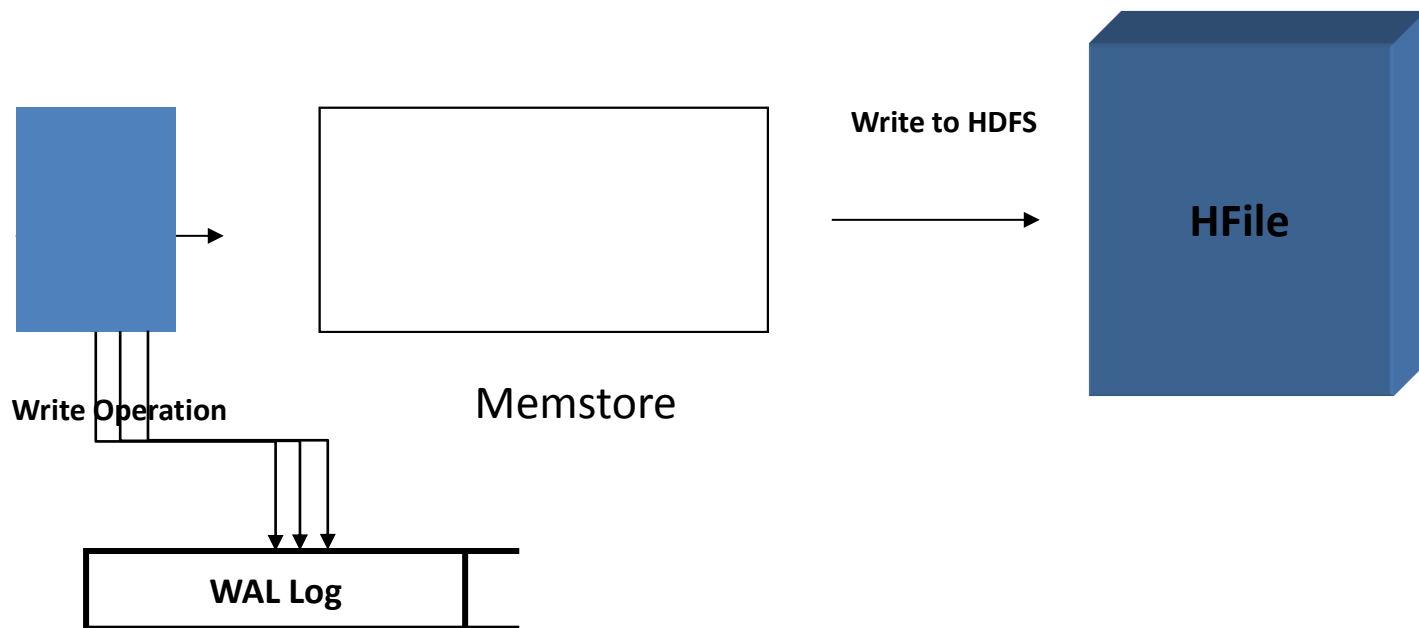 Write to HDFS
HFile
Memstore
Write Operation
WAL Log